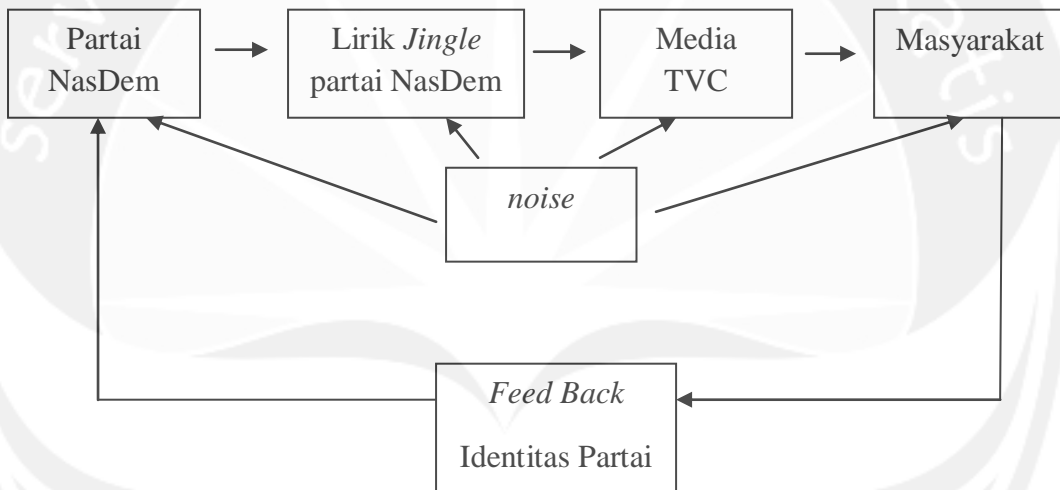 Partai
NasDem
Lirik Jingle
partai NasDem
Media
TVC
Masyarakat
noise
Feed Back
Identitas Partai